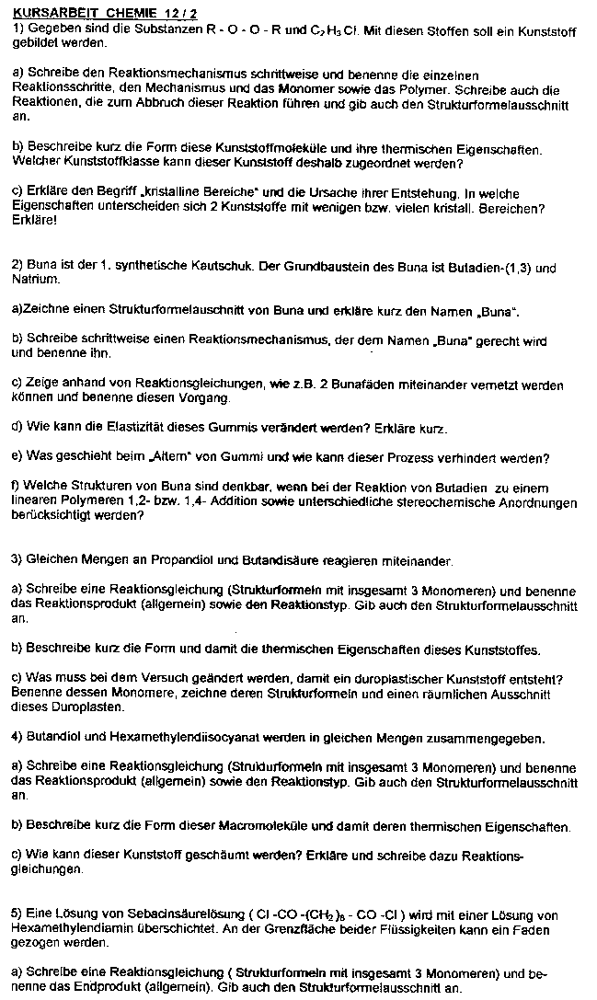 KURSARBEIT CHEMIE 12 / 2
1) Gegeben sind die Substanzen R - O - O - R und C₂ H₃ Cl. Mit diesen Stoffen soll ein Kunststoff
gebildet werden.
a) Schreibe den Reaktionsmechanismus schrittweise und benenne die einzelnen
Reaktionsschritte, den Mechanismus und das Monomer sowie das Polymer. Schreibe auch die
Reaktionen, die zum Abbruch dieser Reaktion führen und gib auch den Strukturformelausschnitt
an.
b) Beschreibe kurz die Form diese Kunststoffmoleküle und ihre thermischen Eigenschaften.
Welcher Kunststoffklasse kann dieser Kunststoff deshalb zugeordnet werden?
c) Erkläre den Begriff „kristalline Bereiche" und die Ursache ihrer Entstehung. In welche
Eigenschaften unterscheiden sich 2 Kunststoffe mit wenigen bzw. vielen kristall. Bereichen?
Erkläre!
2) Buna ist der 1. synthetische Kautschuk. Der Grundbaustein des Buna ist Butadien-(1,3) und
Natrium.
a)Zeichne einen Strukturformelauschnitt von Buna und erkläre kurz den Namen „Buna".
b) Schreibe schrittweise einen Reaktionsmechanismus, der dem Namen „Buna" gerecht wird
und benenne ihn.
c) Zeige anhand von Reaktionsgleichungen, wie z.B. 2 Bunafäden miteinander vernetzt werden
können und benenne diesen Vorgang.
d) Wie kann die Elastizität dieses Gummis verändert werden? Erkläre kurz.
e) Was geschieht beim „Altern" von Gummi und wie kann dieser Prozess verhindert werden?
f) Welche Strukturen von Buna sind denkbar, wenn bei der Reaktion von Butadien zu einem
linearen Polymeren 1,2- bzw. 1,4- Addition sowie unterschiedliche stereochemische Anordnungen
berücksichtigt werden?
3) Gleichen Mengen an Propandiol und Butandisäure reagieren miteinander.
a) Schreibe eine Reaktionsgleichung (Strukturformeln mit insgesamt 3 Monomeren) und benenne
das Reaktionsprodukt (allgemein) sowie den Reaktionstyp. Gib auch den Strukturformelausschnitt
an.
b) Beschreibe kurz die Form und damit die thermischen Eigenschaften dieses Kunststoffes.
c) Was muss bei dem Versuch geändert werden, damit ein duroplastischer Kunststoff entsteht?
Benenne dessen Monomere, zeichne deren Strukturformeln und einen räumlichen Ausschnitt
dieses Duroplasten.
4) Butandiol und Hexamethylendiisocyanat werden in gleichen Mengen zusammengegeben.
a) Schreibe eine Reaktionsgleichung (Strukturformeln mit insgesamt 3 Monomeren) und benenne
das Reaktionsprodukt (allgemein) sowie den Reaktionstyp. Gib auch den Strukturformelausschnitt
an.
b) Beschreibe kurz die Form dieser Macromoleküle und damit deren thermischen Eigenschaften.
c) Wie kann dieser Kunststoff geschäumt werden? Erkläre und schreibe dazu Reaktions-
gleichungen.
5) Eine Lösung von Sebacinsäurelösung ( Cl -CO -(CH₂ )₈ - CO -Cl ) wird mit einer Lösung von
Hexamethylendiamin überschichtet. An der Grenzfläche beider Flüssigkeiten kann ein Faden
gezogen werden.
a) Schreibe eine Reaktionsgleichung ( Strukturformeln mit insgesamt 3 Monomeren) und be-
nenne das Endprodukt (allgemein). Gib auch den Strukturformelausschnitt an.